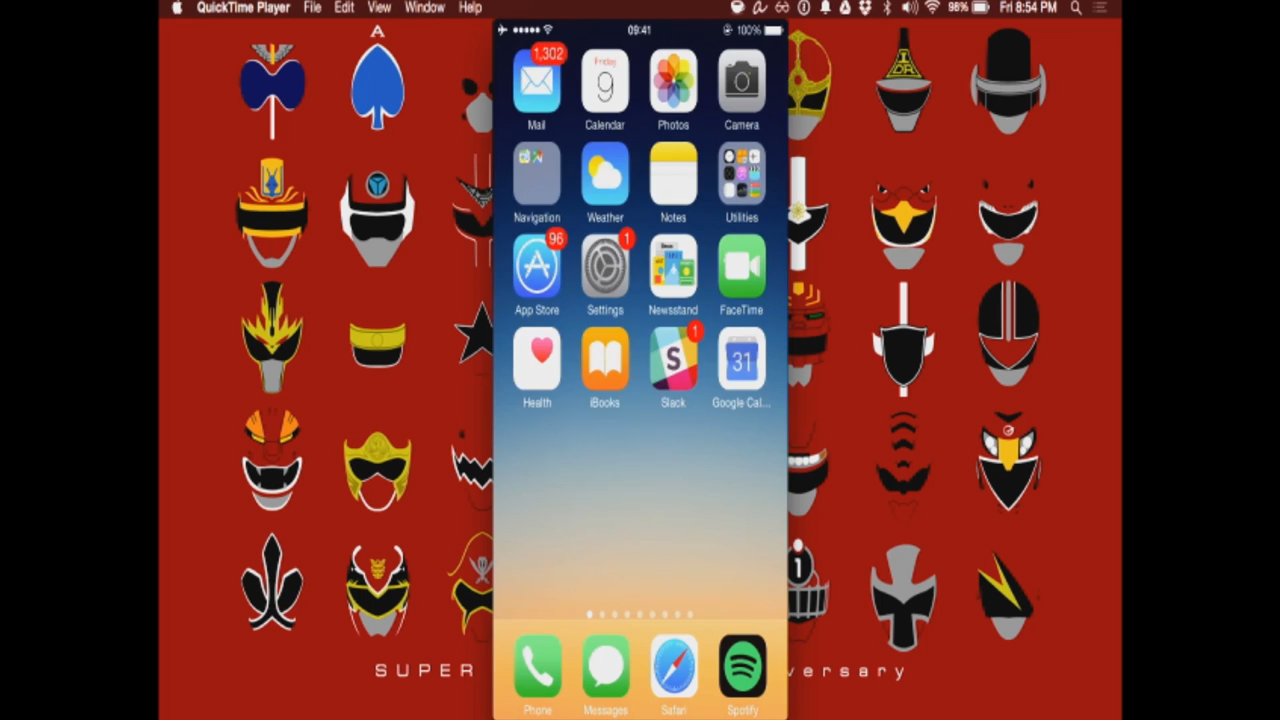 QuickTime Player File Edit View Window Help 98% Fri 8:54 PM
09:41 100%
A
1,302
Friday
9
Mail Calendar Photos Camera
Navigation Weather Notes Utilities
96 1
App Store Settings Newsstand FaceTime
1
S 31
Health iBooks Slack Google Cal...
1
SUPER versary
Phone Messages Safari Spotify